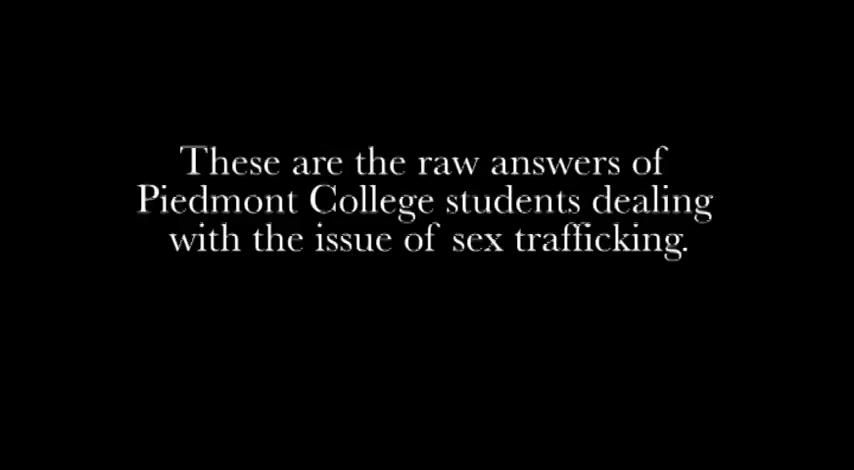 These are the raw answers of
Piedmont College students dealing
with the issue of sex trafficking.